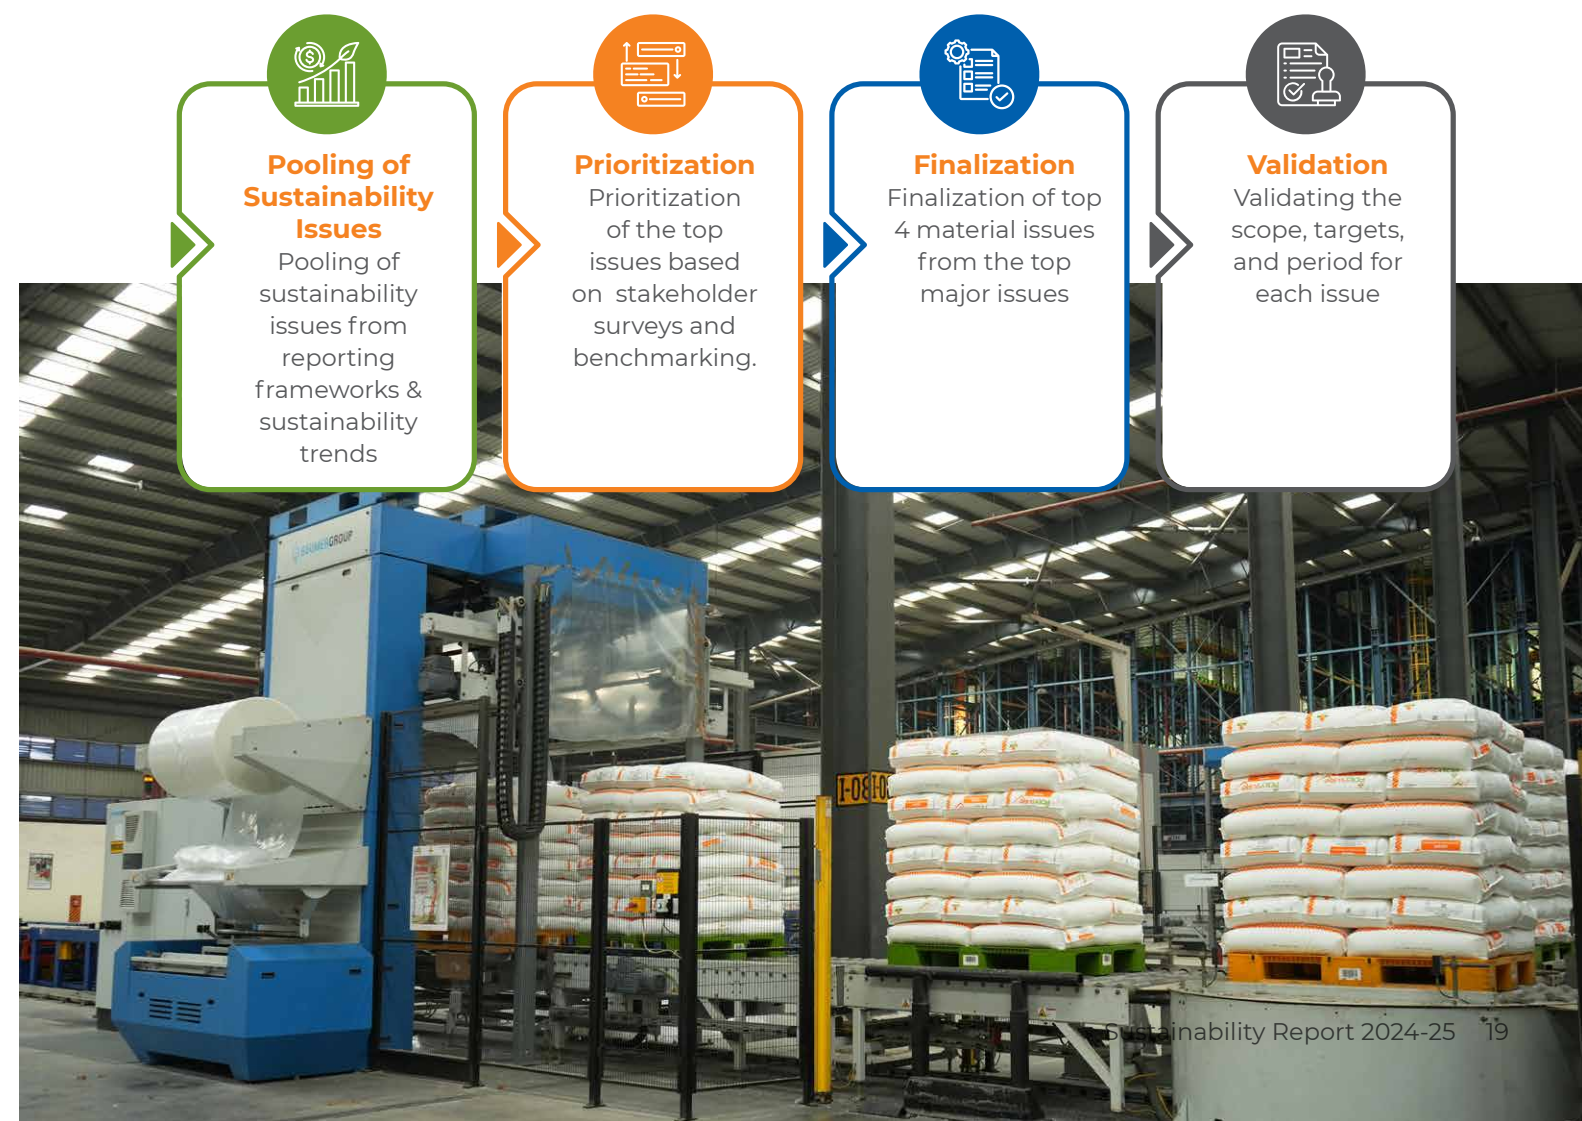 Pooling of
Sustainability
Issues
Pooling of
sustainability
issues from
reporting
frameworks &
sustainability
trends
Prioritization
Prioritization
of the top
issues based
on stakeholder
surveys and
benchmarking.
Finalization
Finalization of top
4 material issues
from the top
major issues
Validation
Validating the
scope, targets,
and period for
each issue
BAUMERGROUP
I-08
Sustainability Report 2024-25 19